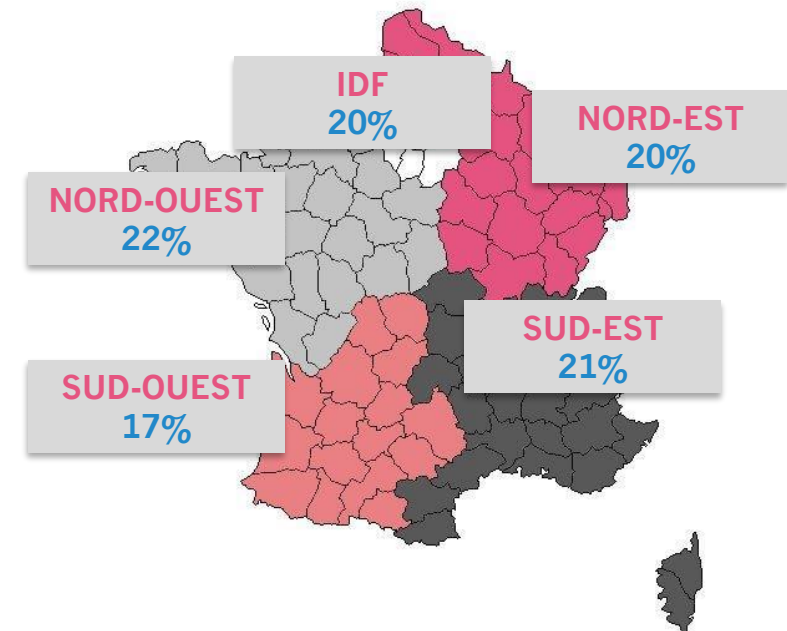 IDF
20%
NORD-EST
20%
NORD-OUEST
22%
SUD-EST
21%
SUD-OUEST
17%